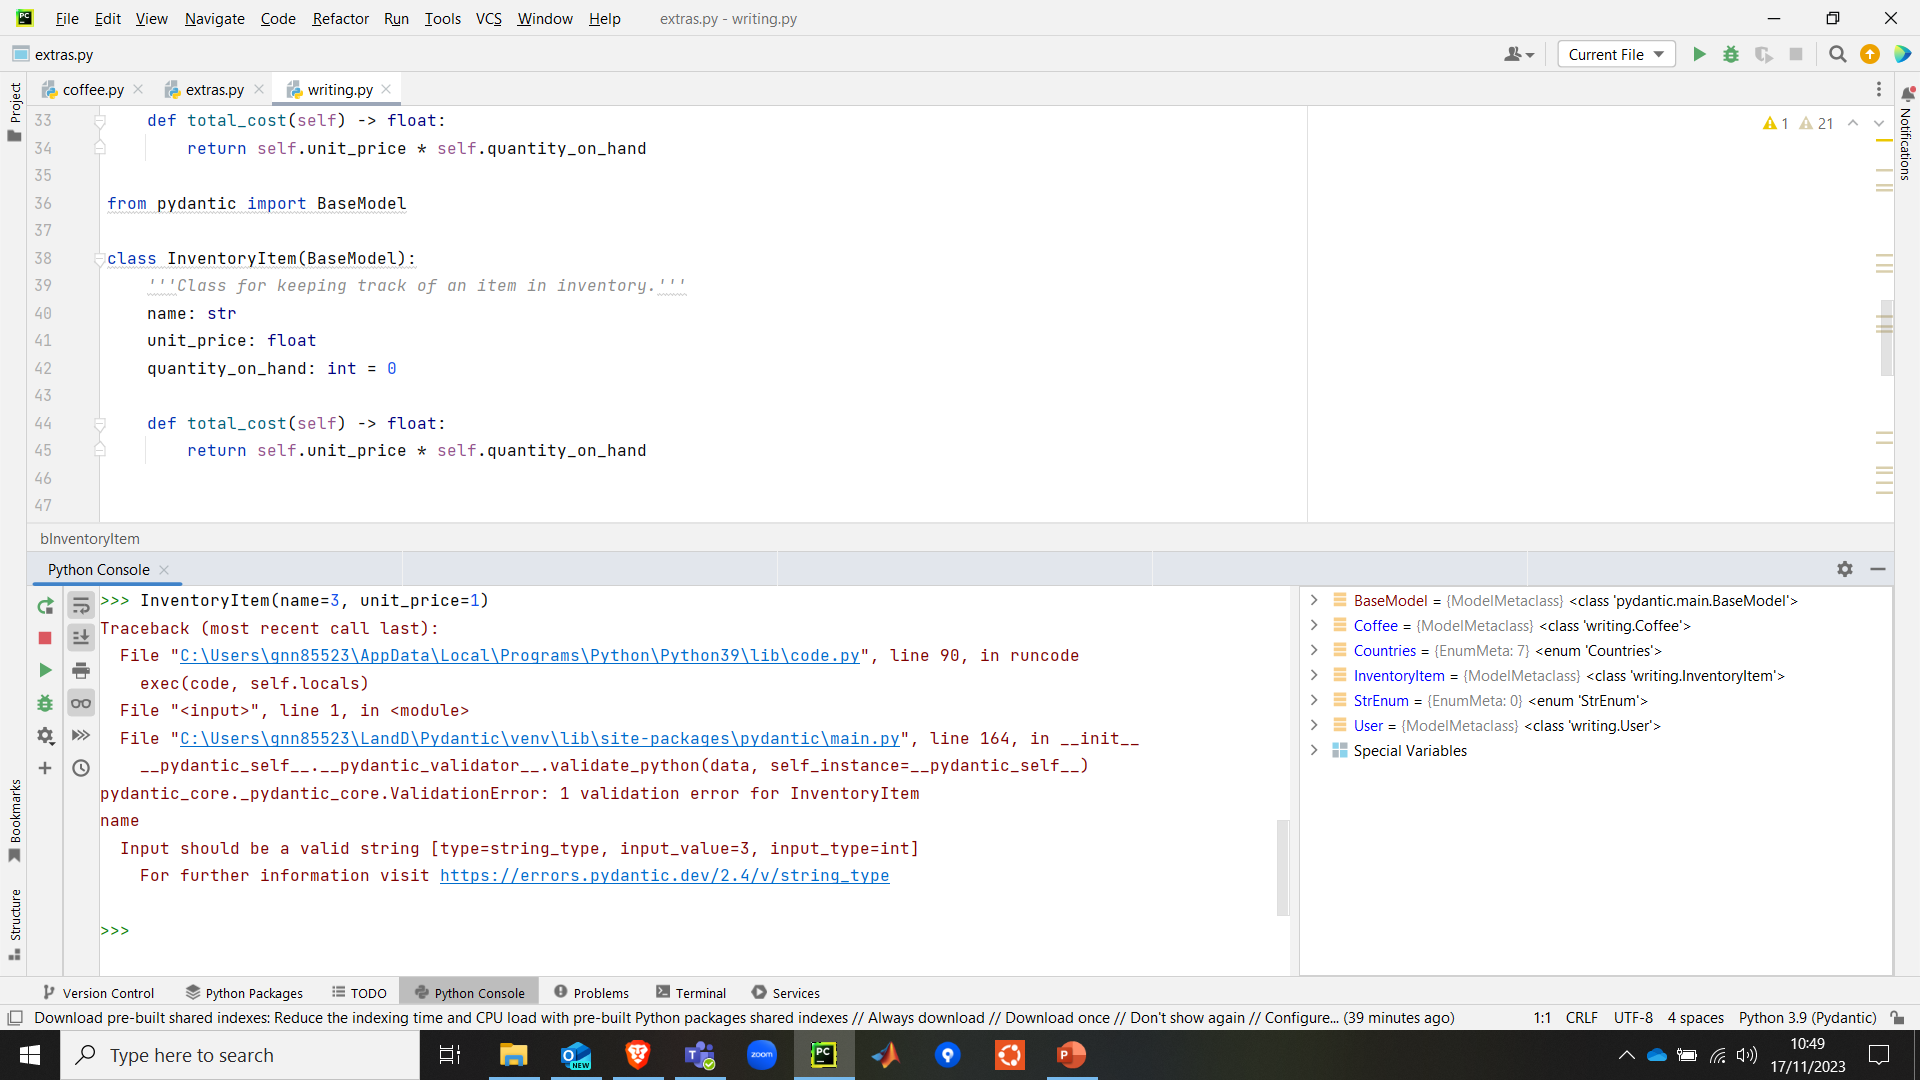 File Edit View Navigate Code Refactor Run Tools VCS Window Help extras.py - writing.py
extras.py
Current File
coffee.py
extras.py
writing.py
1 21
33 def total_cost(self) -> float:
34 return self.unit_price * self.quantity_on_hand
35
36 from pydantic import BaseModel
37
38 class InventoryItem(BaseModel):
39 '''Class for keeping track of an item in inventory.'''
40 name: str
41 unit_price: float
42 quantity_on_hand: int = 0
43
44 def total_cost(self) -> float:
45 return self.unit_price * self.quantity_on_hand
46
47
bInventoryItem
Python Console
>>> InventoryItem(name=3, unit_price=1)
Traceback (most recent call last):
File "C:\Users\gnn85523\AppData\Local\Programs\Python\Python39\lib\code.py", line 90, in runcode
exec(code, self.locals)
File "<input>", line 1, in <module>
File "C:\Users\gnn85523\LandD\Pydantic\venv\lib\site-packages\pydantic\main.py", line 164, in __init__
__pydantic_self__.__pydantic_validator__.validate_python(data, self_instance=__pydantic_self__)
pydantic_core._pydantic_core.ValidationError: 1 validation error for InventoryItem
name
Input should be a valid string [type=string_type, input_value=3, input_type=int]
For further information visit https://errors.pydantic.dev/2.4/v/string_type
>>>
BaseModel = {ModelMetaclass} <class 'pydantic.main.BaseModel'>
Coffee = {ModelMetaclass} <class 'writing.Coffee'>
Countries = {EnumMeta: 7} <enum 'Countries'>
InventoryItem = {ModelMetaclass} <class 'writing.InventoryItem'>
StrEnum = {EnumMeta: 0} <enum 'StrEnum'>
User = {ModelMetaclass} <class 'writing.User'>
Special Variables
Project
Bookmarks
Structure
Notifications
Version Control Python Packages TODO Python Console Problems Terminal Services
Download pre-built shared indexes: Reduce the indexing time and CPU load with pre-built Python packages shared indexes // Always download // Download once // Don't show again // Configure... (39 minutes ago) 1:1 CRLF UTF-8 4 spaces Python 3.9 (Pydantic)
Type here to search
NEW
zoom
PC
10:49
17/11/2023